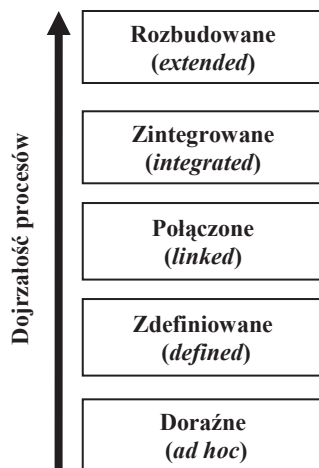 Rozbudowane
(extended)
Zintegrowane
(integrated)
Połączone
(linked)
Zdefiniowane
(defined)
Doraźne
(ad hoc)
Dojrzałość procesów